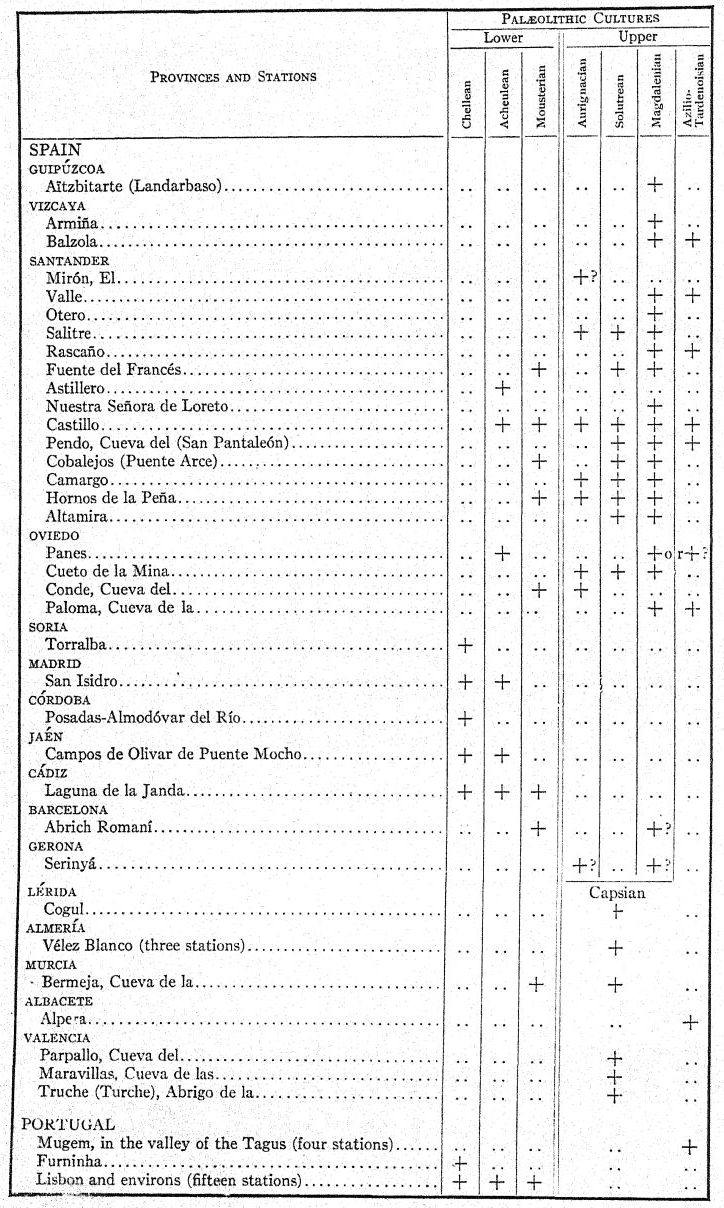 PALÆOLITHIC CULTURES
Lower Upper
PROVINCES AND STATIONS Chellean Acheulean Mousterian Aurignacian Solutrean Magdalenian Azilio-Tardenoisian
SPAIN
GUIPÚZCOA
Aïtzbitarte (Landarbaso) .. .. .. .. .. + ..
VIZCAYA
Armiña .. .. .. .. .. + ..
Balzola .. .. .. .. .. + +
SANTANDER
Mirón, El .. .. .. +? .. .. ..
Valle .. .. .. .. .. + +
Otero .. .. .. .. .. + ..
Salitre .. .. .. + + + ..
Rascaño .. .. .. .. .. + +
Fuente del Francés .. .. + .. + + ..
Astillero .. + .. .. .. .. ..
Nuestra Señora de Loreto .. .. .. .. .. + ..
Castillo .. + + + + + +
Pendo, Cueva del (San Pantaleón) .. .. .. .. + + +
Cobalejos (Puente Arce) .. .. + .. + + ..
Camargo .. .. .. + + + ..
Hornos de la Peña .. .. + + + + ..
Altamira .. .. .. .. + + ..
OVIEDO
Panes .. + .. .. .. + or +?
Cueto de la Mina .. .. .. + + + ..
Conde, Cueva del .. .. + + .. .. ..
Paloma, Cueva de la .. .. .. .. .. + +
SORIA
Torralba + .. .. .. .. .. ..
MADRID
San Isidro + + .. .. .. .. ..
CÓRDOBA
Posadas-Almodóvar del Río + .. .. .. .. .. ..
JAÉN
Campos de Olivar de Puente Mocho + + .. .. .. .. ..
CÁDIZ
Laguna de la Janda + + + .. .. .. ..
BARCELONA
Abrich Romaní .. .. + .. .. +? ..
GERONA
Serinyá .. .. .. +? .. +? ..
LÉRIDA Capsian
Cogul .. .. .. + ..
ALMERÍA
Vélez Blanco (three stations) .. .. .. + ..
MURCIA
Bermeja, Cueva de la .. .. + + ..
ALBACETE
Alpera .. .. .. .. +
VALENCIA
Parpallo, Cueva del .. .. .. + ..
Maravillas, Cueva de las .. .. .. + ..
Truche (Turche), Abrigo de la .. .. .. + ..
PORTUGAL
Mugem, in the valley of the Tagus (four stations) .. .. .. .. +
Furninha + .. .. .. ..
Lisbon and environs (fifteen stations) + + + .. ..